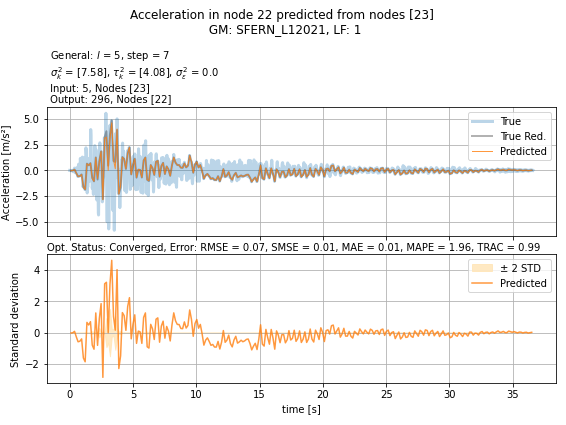 Acceleration in node 22 predicted from nodes [23]
GM: SFERN_L12021, LF: 1
General: l = 5, step = 7
σ²ₖ = [7.58], τ²ₖ = [4.08], σ²ε = 0.0
Input: 5, Nodes [23]
Output: 296, Nodes [22]
Acceleration [m/s²]
5.0
2.5
0.0
−2.5
−5.0
True
True Red.
Predicted
Opt. Status: Converged, Error: RMSE = 0.07, SMSE = 0.01, MAE = 0.01, MAPE = 1.96, TRAC = 0.99
Standard deviation
4
2
0
−2
± 2 STD
Predicted
0 5 10 15 20 25 30 35
time [s]